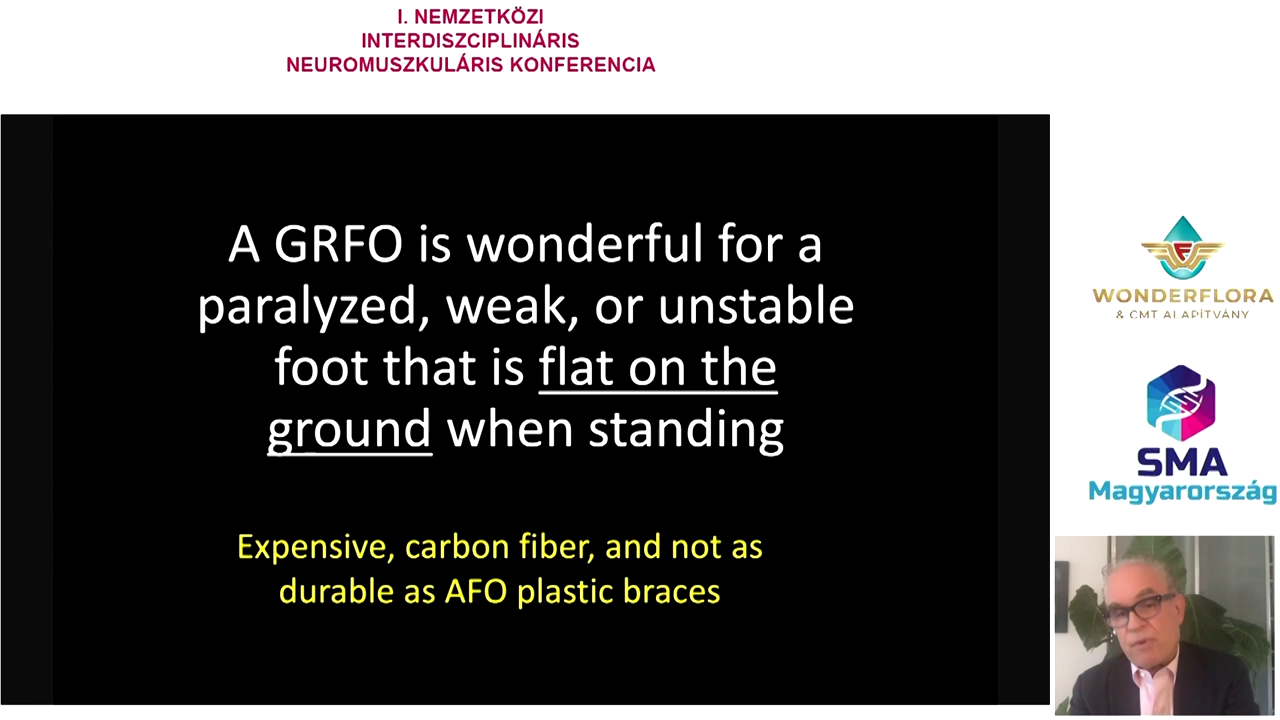 I. NEMZETKÖZI
INTERDISZCIPLINÁRIS
NEUROMUSZKULÁRIS KONFERENCIA
A GRFO is wonderful for a
paralyzed, weak, or unstable
foot that is flat on the
ground when standing
Expensive, carbon fiber, and not as
durable as AFO plastic braces
WONDERFLORA
& CMT ALAPÍTVÁNY
SMA
Magyarország